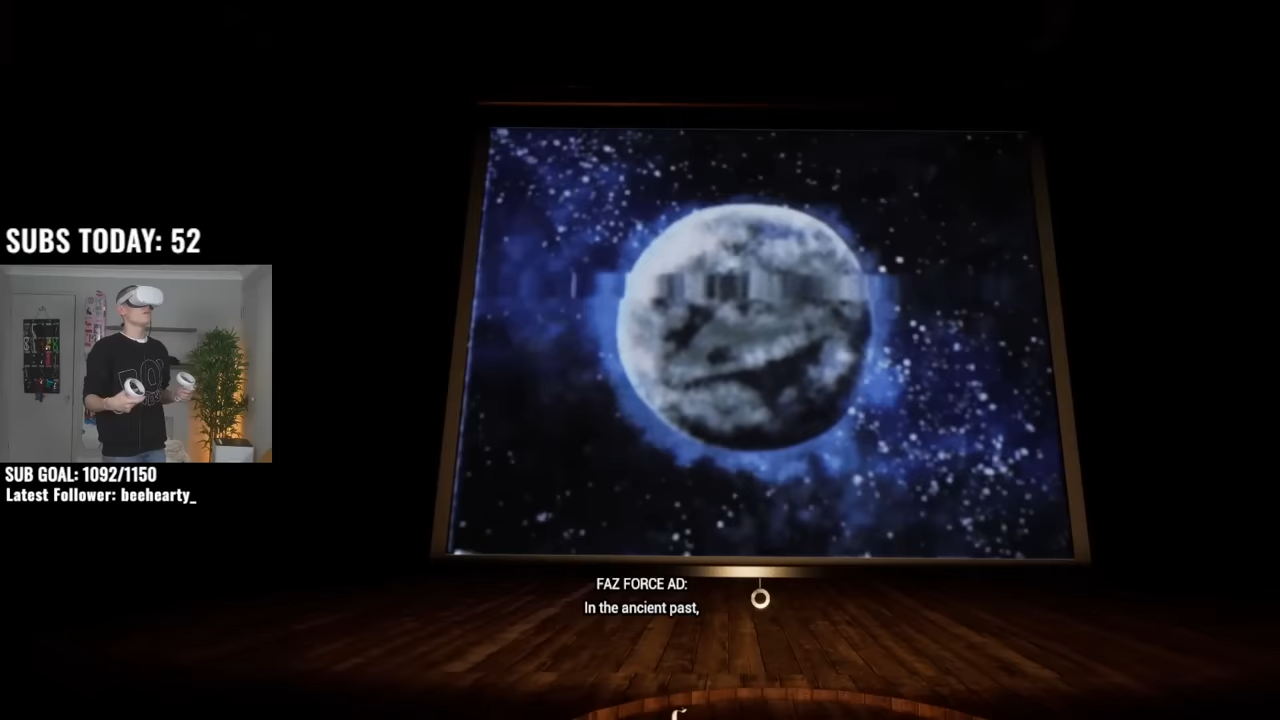 SUBS TODAY: 52
SUB GOAL: 1092/1150
Latest Follower: beehearty_
FAZ FORCE AD:
In the ancient past,